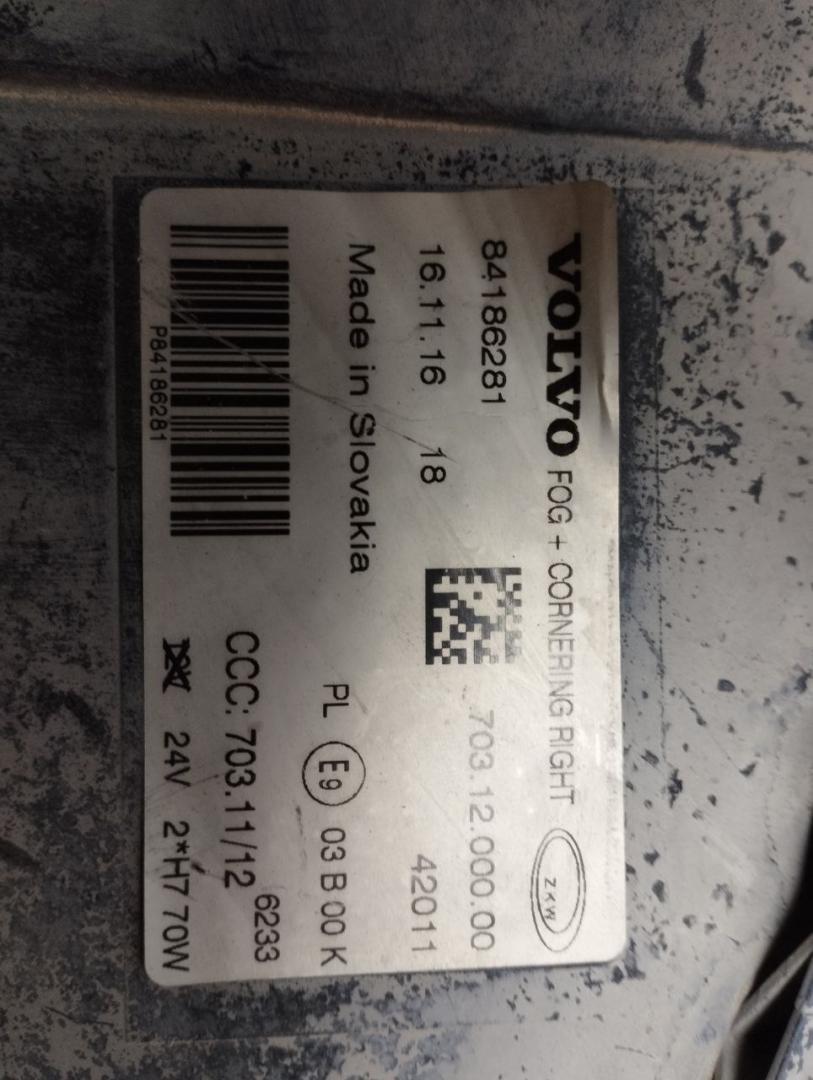 VOLVO FOG + CORNERING RIGHT ZKW
84186281 703.12.000.00
16.11.16 18 42011
Made in Slovakia
PL E9 03 B 00 K
6233
CCC: 703.11/12
24V 2*H7 70W
P84186281